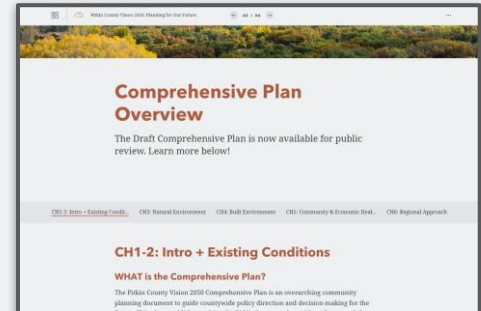 Pitkin County Vision 2050: Planning for Our Future
Comprehensive Plan
Overview
The Draft Comprehensive Plan is now available for public
review. Learn more below!
CH1-2: Intro + Existing Conditi...
CH3: Natural Environment
CH4: Built Environment
CH5: Community & Economic Heal...
CH6: Regional Approach
CH1-2: Intro + Existing Conditions
WHAT is the Comprehensive Plan?
The Pitkin County Vision 2050 Comprehensive Plan is an overarching community
planning document to guide countywide policy direction and decision making for the